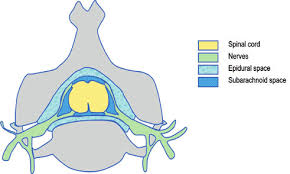 Spinal cord
Nerves
Epidural space
Subarachnoid space